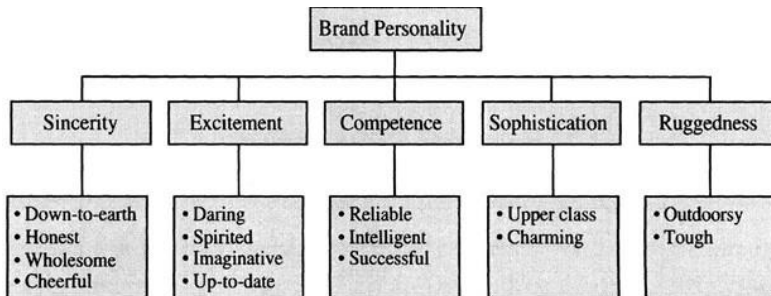 Brand Personality
Sincerity
Excitement
Competence
Sophistication
Ruggedness
• Down-to-earth
• Honest
• Wholesome
• Cheerful
• Daring
• Spirited
• Imaginative
• Up-to-date
• Reliable
• Intelligent
• Successful
• Upper class
• Charming
• Outdoorsy
• Tough